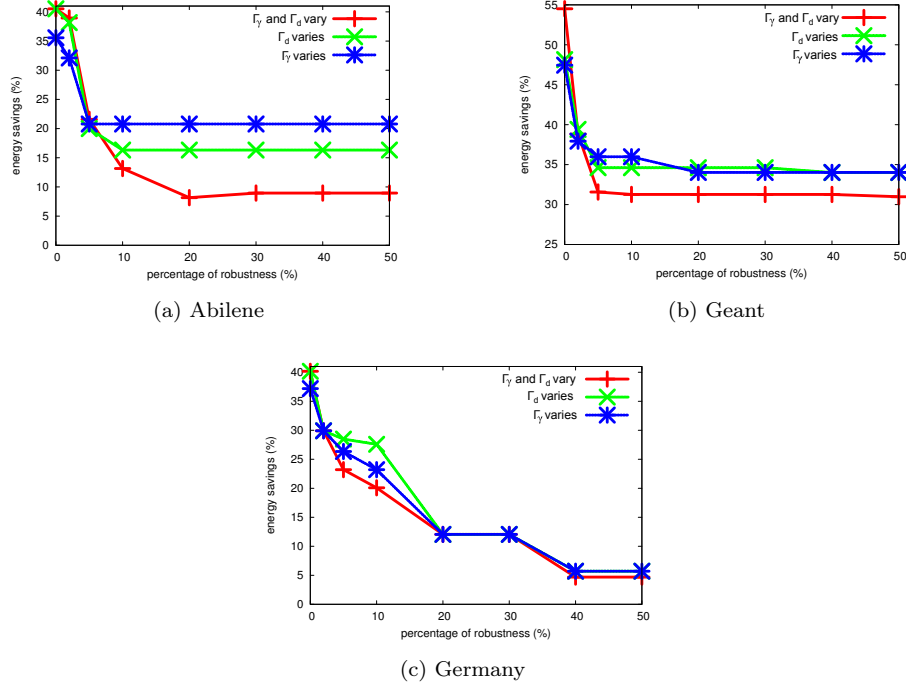 Γγ and Γd vary
Γd varies
Γγ varies
energy savings (%)
40
35
30
25
20
15
10
5
0
0 10 20 30 40 50
percentage of robustness (%)
(a) Abilene
Γγ and Γd vary
Γd varies
Γγ varies
energy savings (%)
55
50
45
40
35
30
25
0 10 20 30 40 50
percentage of robustness (%)
(b) Geant
Γγ and Γd vary
Γd varies
Γγ varies
energy savings (%)
40
35
30
25
20
15
10
5
0
0 10 20 30 40 50
percentage of robustness (%)
(c) Germany